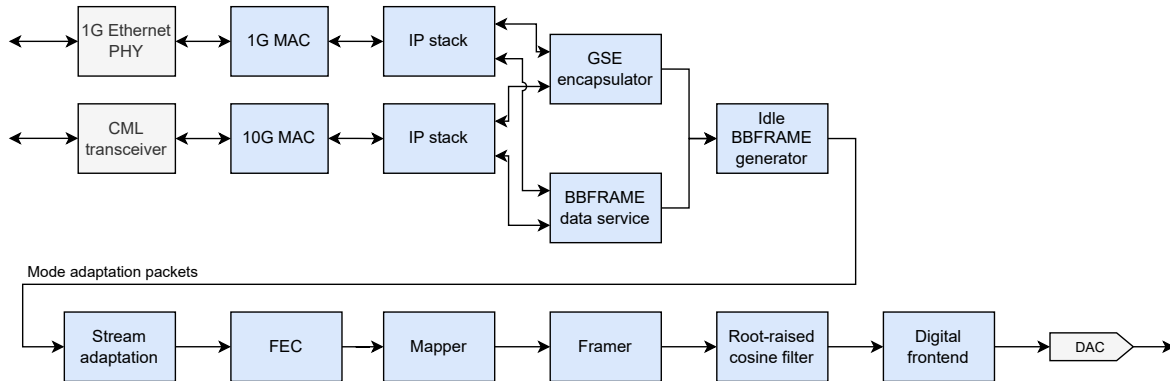 1G Ethernet
PHY
1G MAC
IP stack
GSE
encapsulator
CML
transceiver
10G MAC
IP stack
Idle
BBFRAME
generator
BBFRAME
data service
Mode adaptation packets
Stream
adaptation
FEC
Mapper
Framer
Root-raised
cosine filter
Digital
frontend
DAC